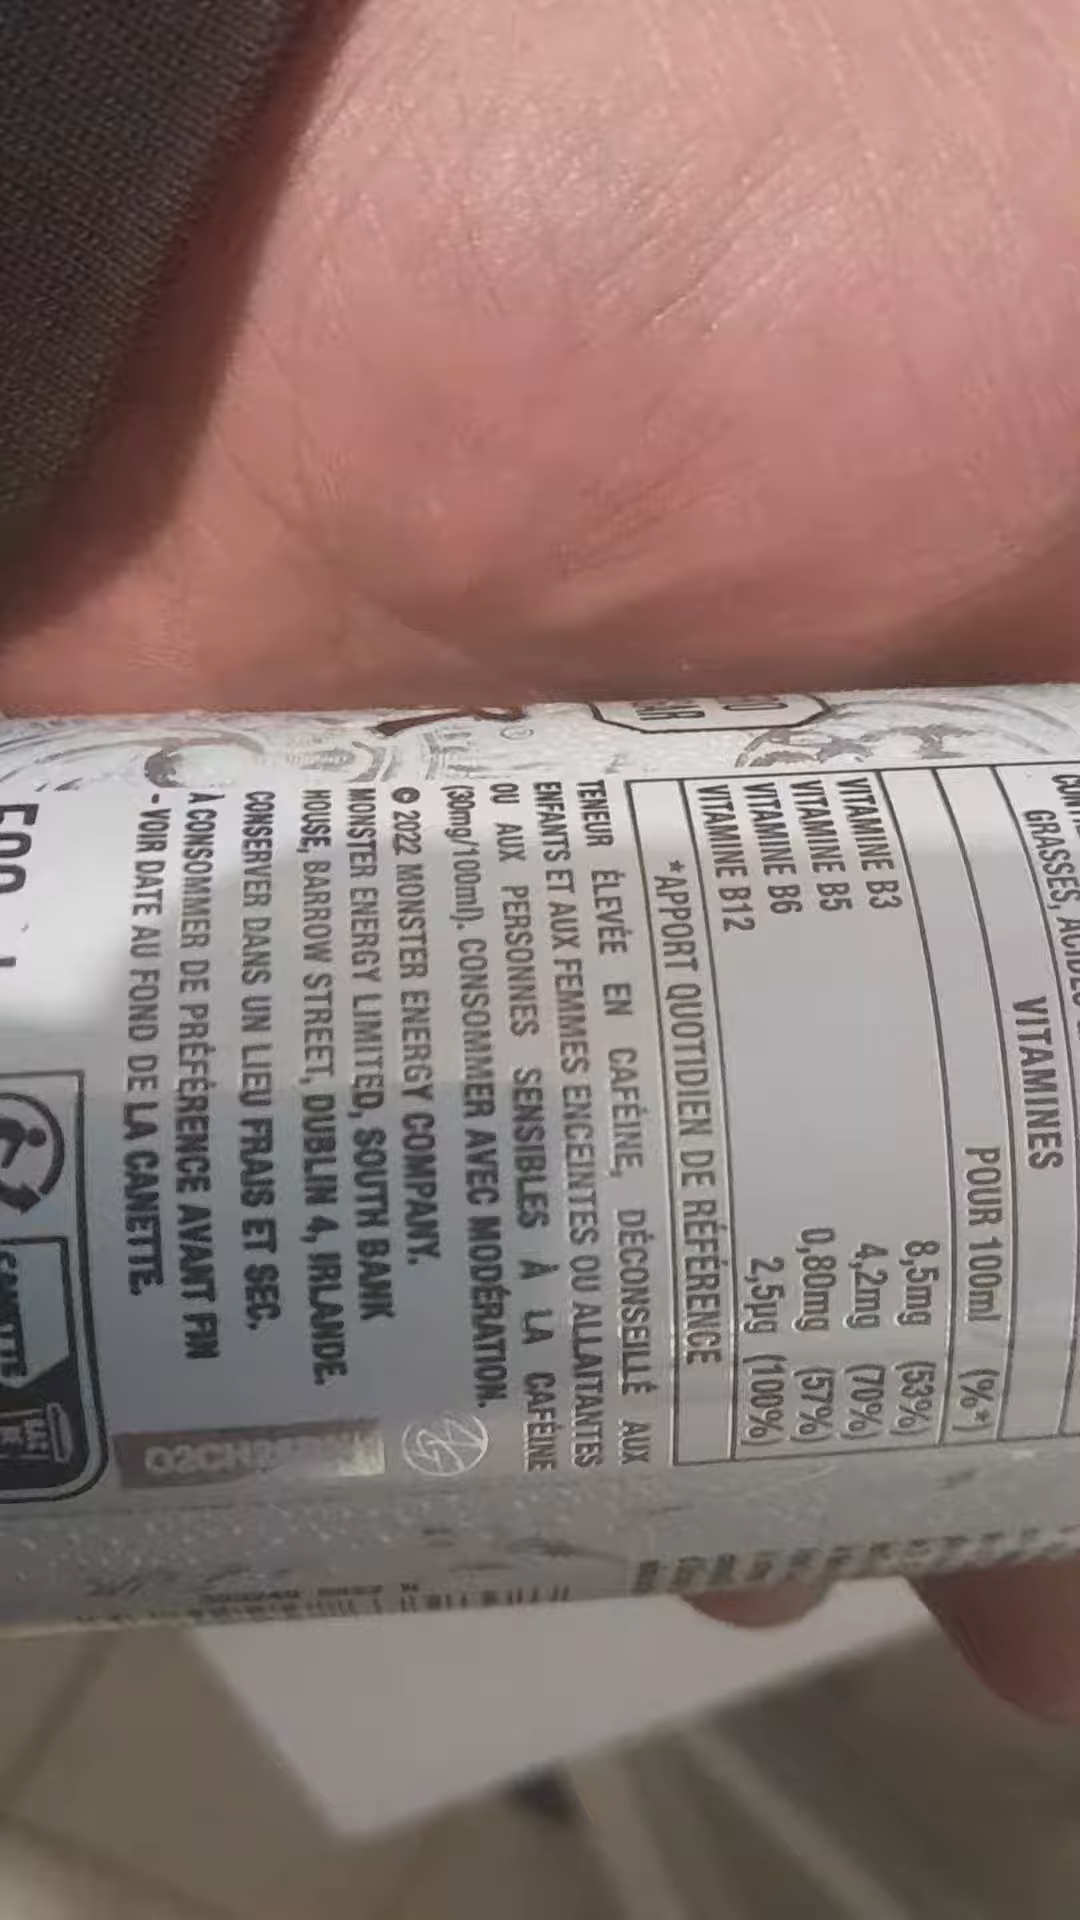 GRASSES,
VITAMINES
POUR 100ml (%*)
VITAMINE B3 8,5mg (53%)
VITAMINE B5 4,2mg (70%)
VITAMINE B6 0,80mg (57%)
VITAMINE B12 2,5µg (100%)
*APPORT QUOTIDIEN DE RÉFÉRENCE
TENEUR ÉLEVÉE EN CAFÉINE, DÉCONSEILLÉ AUX
ENFANTS ET AUX FEMMES ENCEINTES OU ALLAITANTES
OU AUX PERSONNES SENSIBLES À LA CAFÉINE
(30mg/100ml). CONSOMMER AVEC MODÉRATION.
© 2022 MONSTER ENERGY COMPANY.
MONSTER ENERGY LIMITED, SOUTH BANK
HOUSE, BARROW STREET, DUBLIN 4, IRLANDE.
CONSERVER DANS UN LIEU FRAIS ET SEC.
À CONSOMMER DE PRÉFÉRENCE AVANT FIN
- VOIR DATE AU FOND DE LA CANETTE.